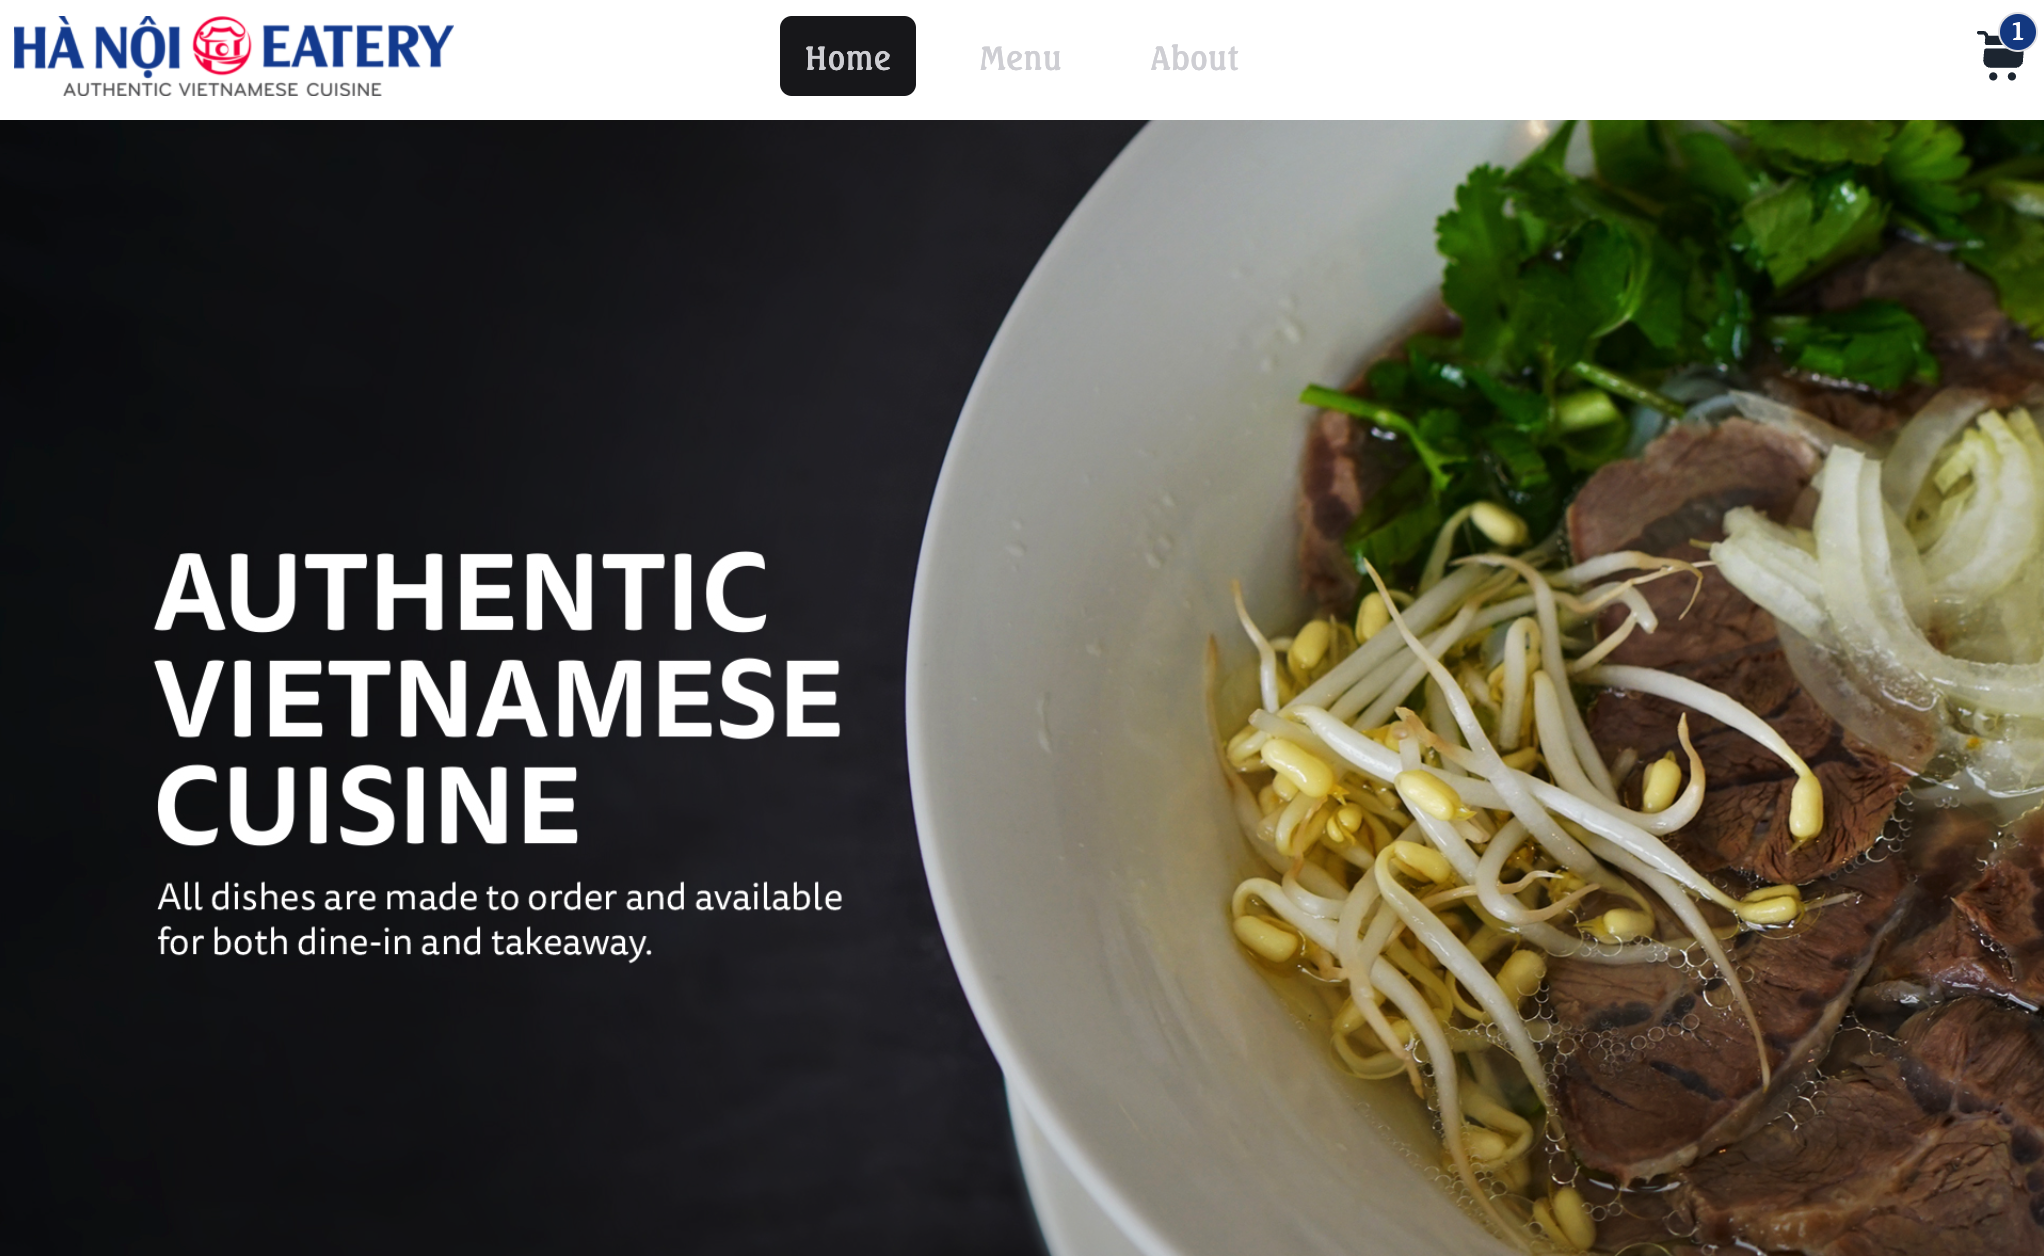 HÀ NỘI EATERY
AUTHENTIC VIETNAMESE CUISINE
Home
Menu
About
1
AUTHENTIC
VIETNAMESE
CUISINE
All dishes are made to order and available
for both dine-in and takeaway.